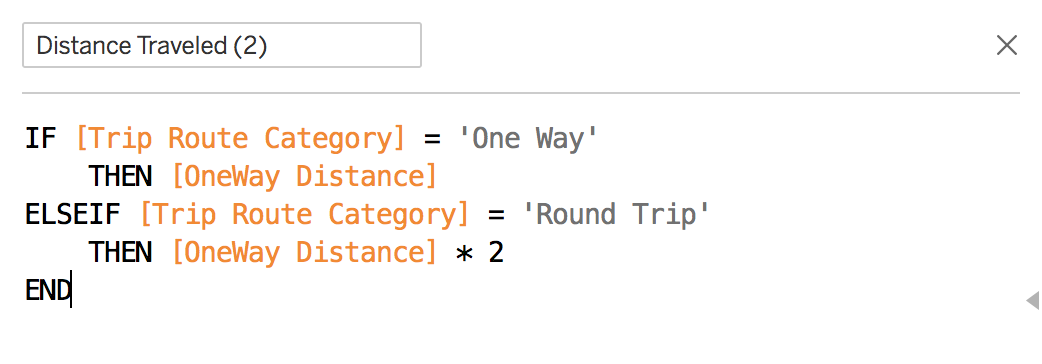 Distance Traveled (2)
IF [Trip Route Category] = 'One Way'
THEN [OneWay Distance]
ELSEIF [Trip Route Category] = 'Round Trip'
THEN [OneWay Distance] * 2
END